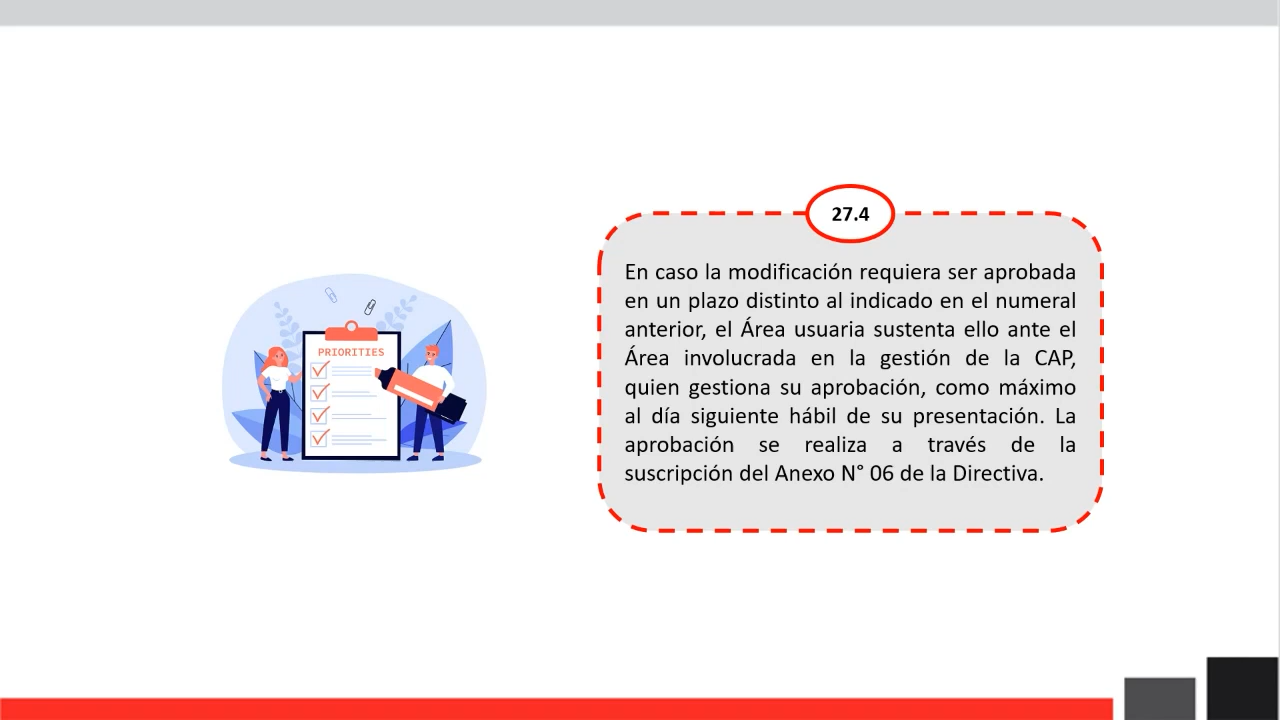 PRIORITIES
27.4
En caso la modificación requiera ser aprobada
en un plazo distinto al indicado en el numeral
anterior, el Área usuaria sustenta ello ante el
Área involucrada en la gestión de la CAP,
quien gestiona su aprobación, como máximo
al día siguiente hábil de su presentación. La
aprobación se realiza a través de la
suscripción del Anexo N° 06 de la Directiva.